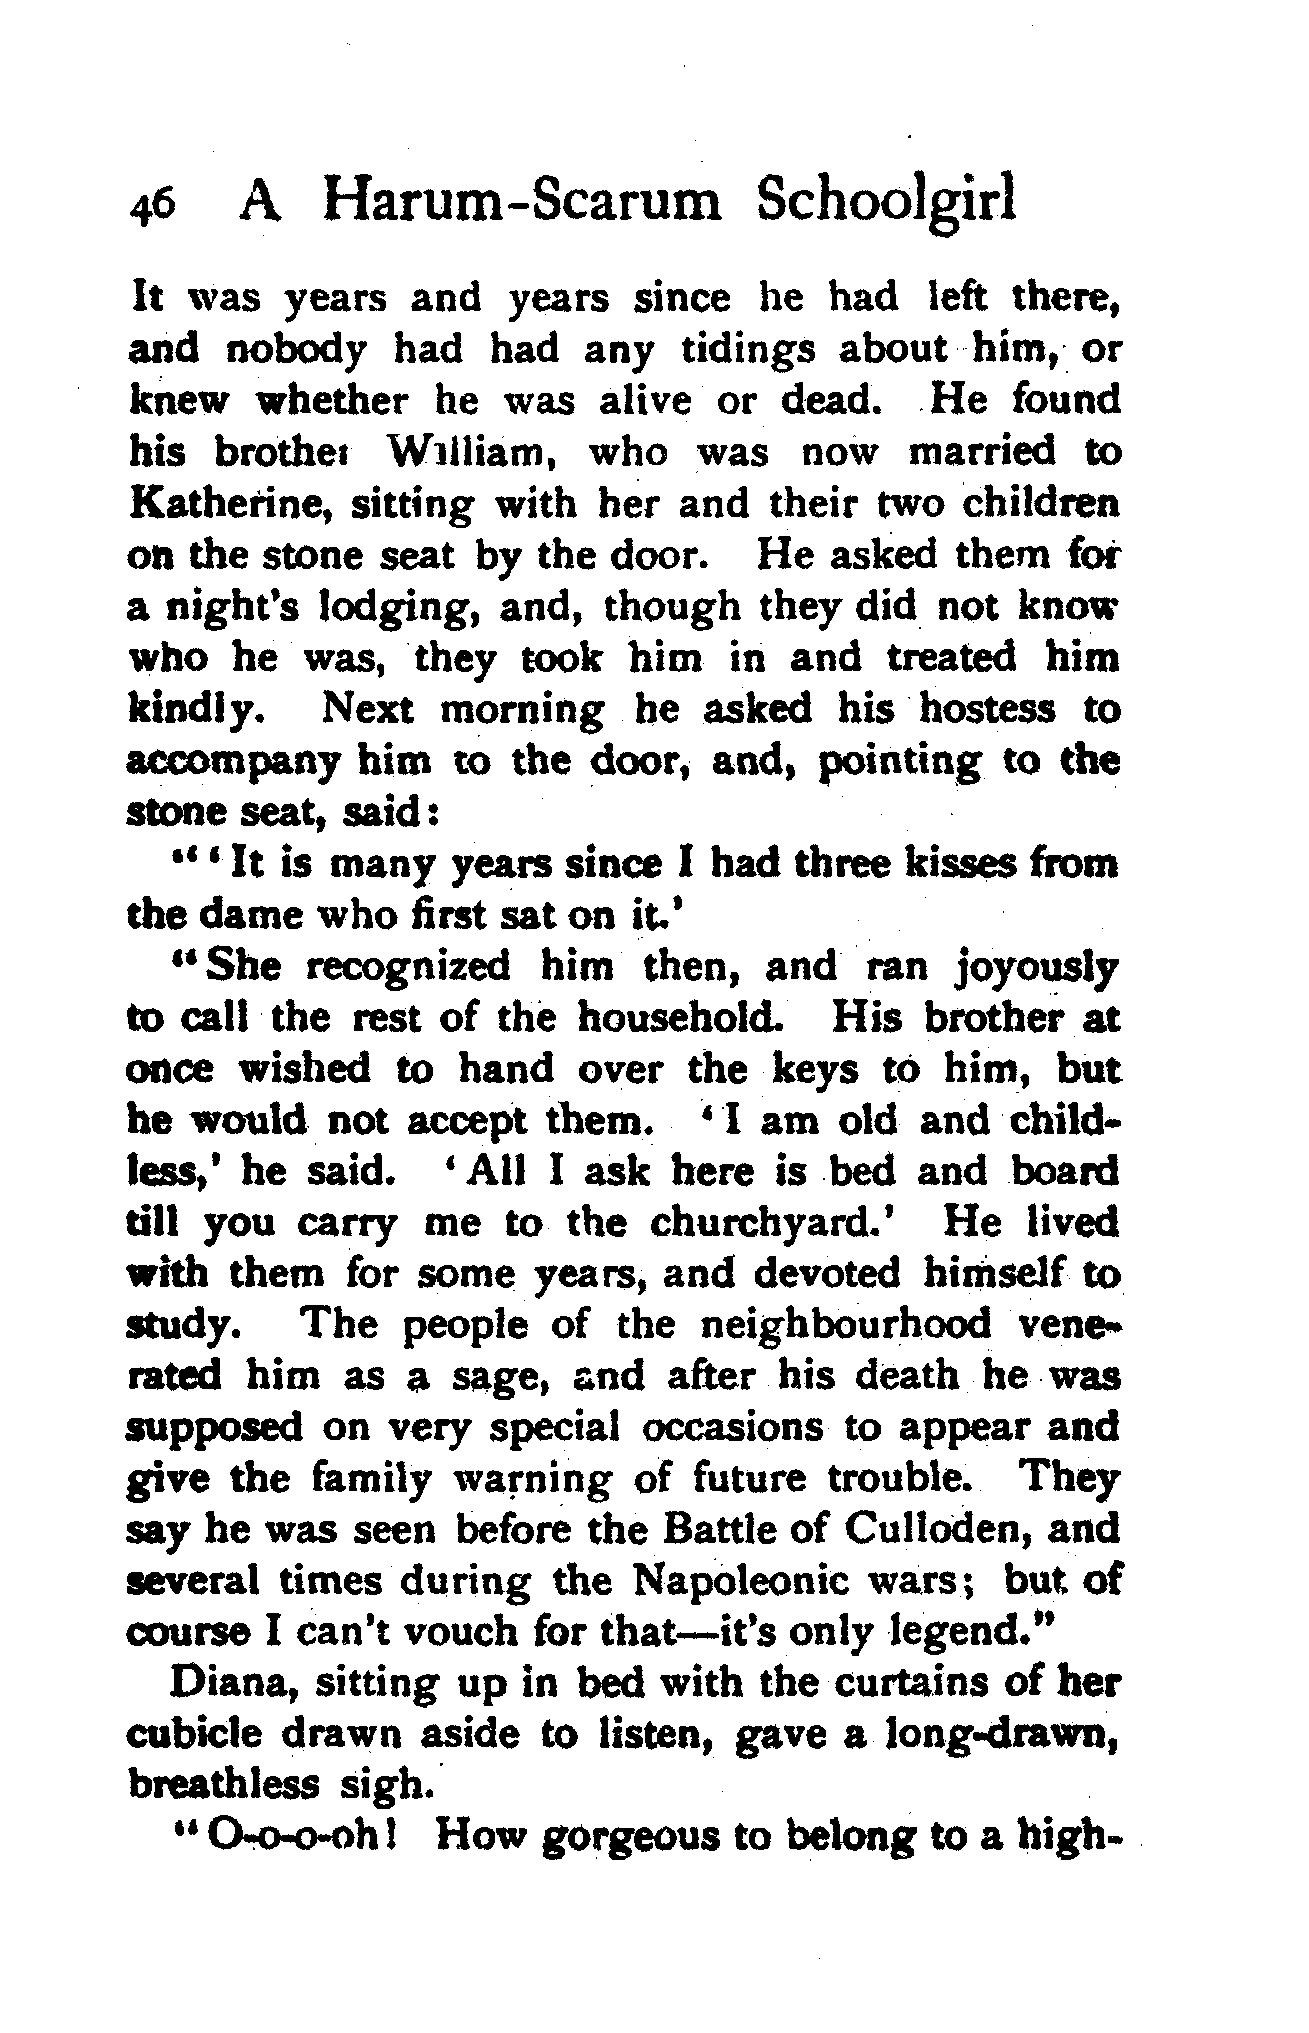 46 A Harum-Scarum Schoolgirl
It was years and years since he had left there,
and nobody had had any tidings about him, or
knew whether he was alive or dead. He found
his brother William, who was now married to
Katherine, sitting with her and their two children
on the stone seat by the door. He asked them for
a night's lodging, and, though they did not know
who he was, they took him in and treated him
kindly. Next morning he asked his hostess to
accompany him to the door, and, pointing to the
stone seat, said:
"'It is many years since I had three kisses from
the dame who first sat on it.'
"She recognized him then, and ran joyously
to call the rest of the household. His brother at
once wished to hand over the keys to him, but
he would not accept them. 'I am old and child-
less,' he said. 'All I ask here is bed and board
till you carry me to the churchyard.' He lived
with them for some years, and devoted himself to
study. The people of the neighbourhood vene-
rated him as a sage, and after his death he was
supposed on very special occasions to appear and
give the family warning of future trouble. They
say he was seen before the Battle of Culloden, and
several times during the Napoleonic wars; but of
course I can't vouch for that—it's only legend."
Diana, sitting up in bed with the curtains of her
cubicle drawn aside to listen, gave a long-drawn,
breathless sigh.
"O-o-o-oh! How gorgeous to belong to a high-